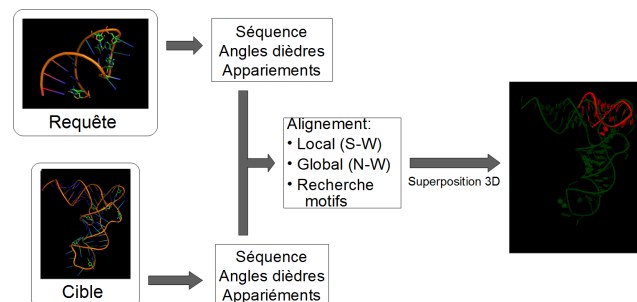 Requête
Séquence
Angles dièdres
Appariements
Alignement:
• Local (S-W)
• Global (N-W)
• Recherche
motifs
Superposition 3D
Cible
Séquence
Angles dièdres
Appariéments